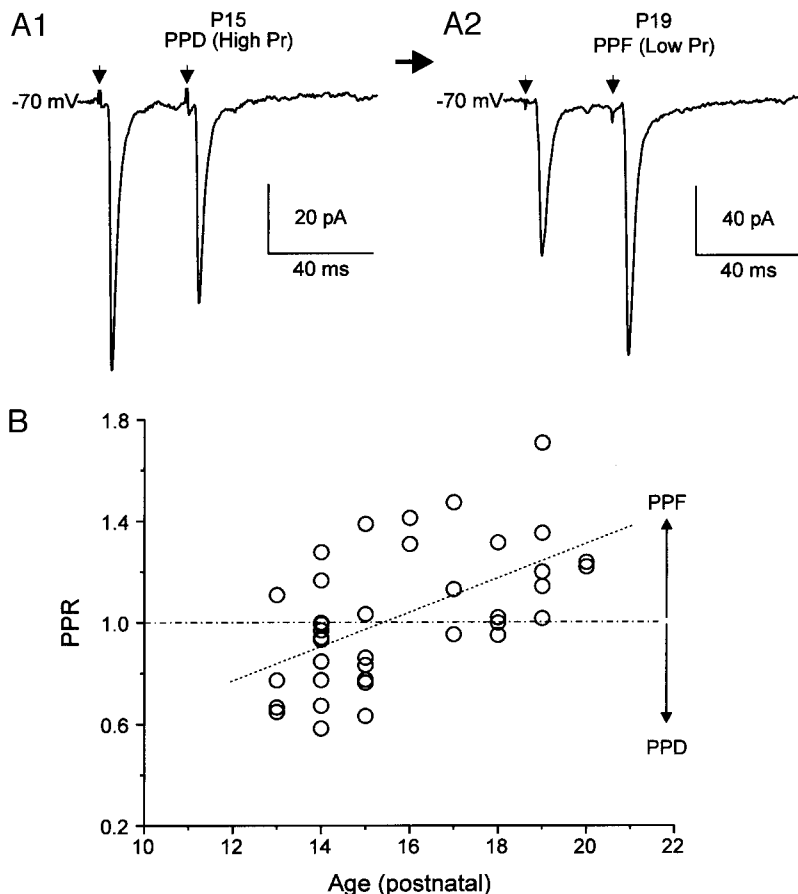 A1
P15
PPD (High Pr)
-70 mV
20 pA
40 ms
A2
P19
PPF (Low Pr)
-70 mV
40 pA
40 ms
B
1.8
1.4
1.0
0.6
0.2
PPR
PPF
PPD
10 12 14 16 18 20 22
Age (postnatal)